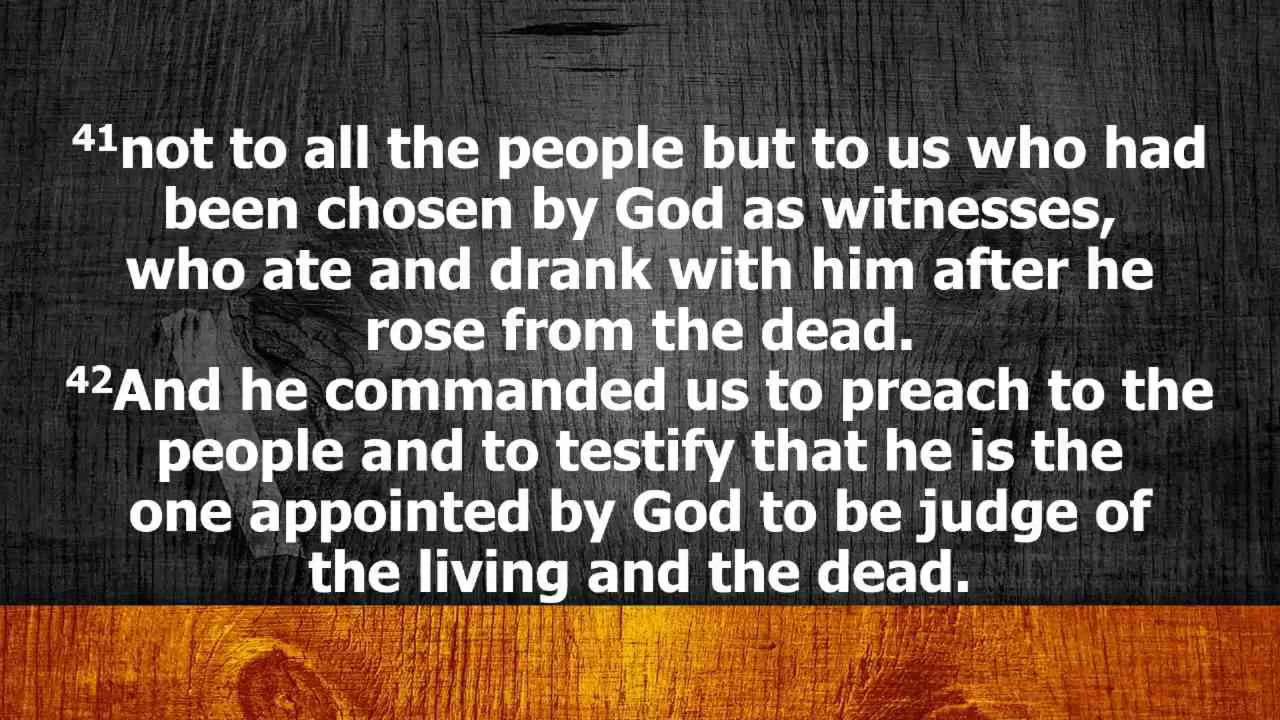 41not to all the people but to us who had
been chosen by God as witnesses,
who ate and drank with him after he
rose from the dead.
42And he commanded us to preach to the
people and to testify that he is the
one appointed by God to be judge of
the living and the dead.